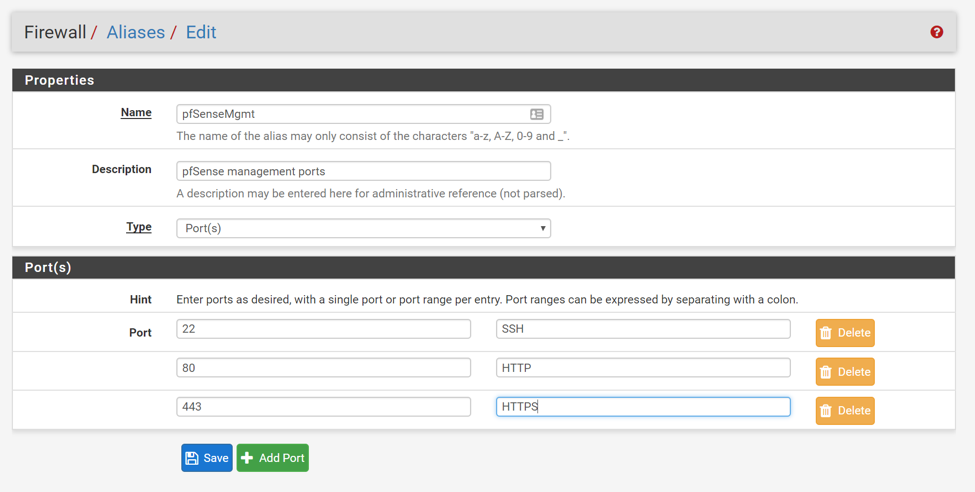 Firewall / Aliases / Edit
Properties
Name pfSenseMgmt
The name of the alias may only consist of the characters "a-z, A-Z, 0-9 and _".
Description pfSense management ports
A description may be entered here for administrative reference (not parsed).
Type Port(s)
Port(s)
Hint Enter ports as desired, with a single port or port range per entry. Port ranges can be expressed by separating with a colon.
Port 22 SSH Delete
80 HTTP Delete
443 HTTPS Delete
Save Add Port